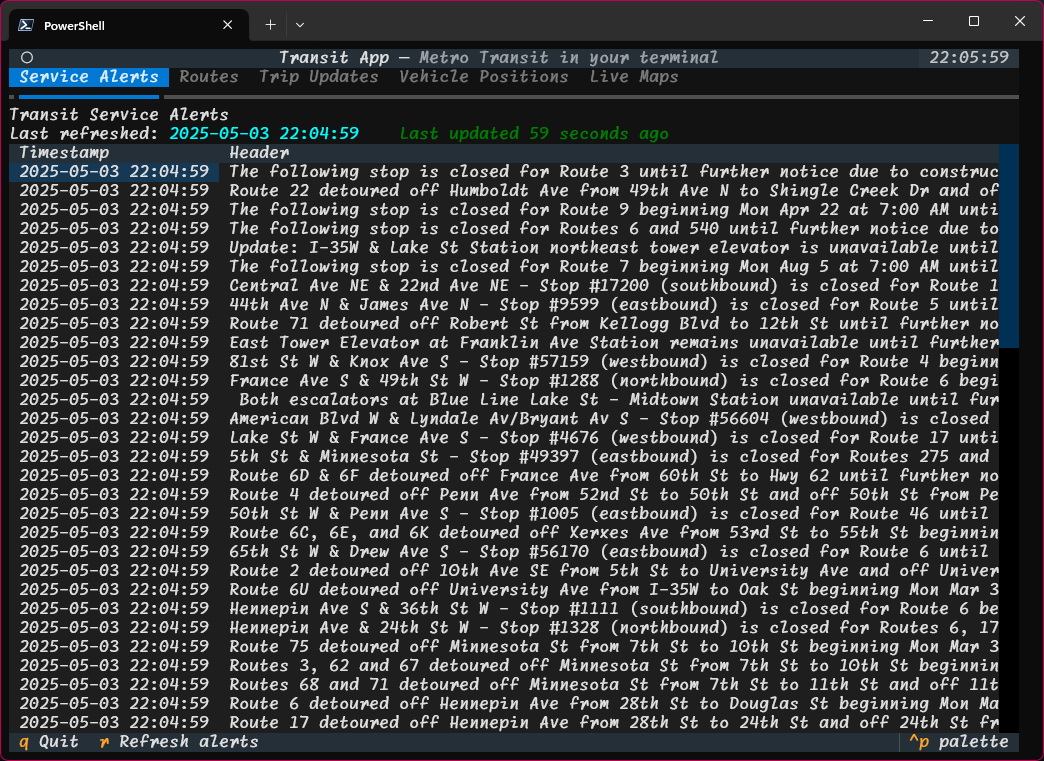 PowerShell
Transit App — Metro Transit in your terminal 22:05:59
Service Alerts Routes Trip Updates Vehicle Positions Live Maps
Transit Service Alerts
Last refreshed: 2025-05-03 22:04:59 Last updated 59 seconds ago
Timestamp Header
2025-05-03 22:04:59 The following stop is closed for Route 3 until further notice due to construc
2025-05-03 22:04:59 Route 22 detoured off Humboldt Ave from 49th Ave N to Shingle Creek Dr and of
2025-05-03 22:04:59 The following stop is closed for Route 9 beginning Mon Apr 22 at 7:00 AM unti
2025-05-03 22:04:59 The following stop is closed for Routes 6 and 540 until further notice due to
2025-05-03 22:04:59 Update: I-35W & Lake St Station northeast tower elevator is unavailable until
2025-05-03 22:04:59 The following stop is closed for Route 7 beginning Mon Aug 5 at 7:00 AM until
2025-05-03 22:04:59 Central Ave NE & 22nd Ave NE - Stop #17200 (southbound) is closed for Route 1
2025-05-03 22:04:59 44th Ave N & James Ave N - Stop #9599 (eastbound) is closed for Route 5 until
2025-05-03 22:04:59 Route 71 detoured off Robert St from Kellogg Blvd to 12th St until further no
2025-05-03 22:04:59 East Tower Elevator at Franklin Ave Station remains unavailable until further
2025-05-03 22:04:59 81st St W & Knox Ave S - Stop #57159 (westbound) is closed for Route 4 beginn
2025-05-03 22:04:59 France Ave S & 49th St W - Stop #1288 (northbound) is closed for Route 6 begi
2025-05-03 22:04:59 Both escalators at Blue Line Lake St - Midtown Station unavailable until fur
2025-05-03 22:04:59 American Blvd W & Lyndale Av/Bryant Av S - Stop #56604 (westbound) is closed
2025-05-03 22:04:59 Lake St W & France Ave S - Stop #4676 (westbound) is closed for Route 17 unti
2025-05-03 22:04:59 5th St & Minnesota St - Stop #49397 (eastbound) is closed for Routes 275 and
2025-05-03 22:04:59 Route 6D & 6F detoured off France Ave from 60th St to Hwy 62 until further no
2025-05-03 22:04:59 Route 4 detoured off Penn Ave from 52nd St to 50th St and off 50th St from Pe
2025-05-03 22:04:59 50th St W & Penn Ave S - Stop #1005 (eastbound) is closed for Route 46 until
2025-05-03 22:04:59 Route 6C, 6E, and 6K detoured off Xerxes Ave from 53rd St to 55th St beginnin
2025-05-03 22:04:59 65th St W & Drew Ave S - Stop #56170 (eastbound) is closed for Route 6 until
2025-05-03 22:04:59 Route 2 detoured off 10th Ave SE from 5th St to University Ave and off Univer
2025-05-03 22:04:59 Route 6U detoured off University Ave from I-35W to Oak St beginning Mon Mar 3
2025-05-03 22:04:59 Hennepin Ave S & 36th St W - Stop #1111 (southbound) is closed for Route 6 be
2025-05-03 22:04:59 Hennepin Ave & 24th St W - Stop #1328 (northbound) is closed for Routes 6, 17
2025-05-03 22:04:59 Route 75 detoured off Minnesota St from 7th St to 10th St beginning Mon Mar 3
2025-05-03 22:04:59 Routes 3, 62 and 67 detoured off Minnesota St from 7th St to 10th St beginnin
2025-05-03 22:04:59 Routes 68 and 71 detoured off Minnesota St from 7th St to 11th St and off 11t
2025-05-03 22:04:59 Route 6 detoured off Hennepin Ave from 28th St to Douglas St beginning Mon Ma
2025-05-03 22:04:59 Route 17 detoured off Hennepin Ave from 28th St to 24th St and off 24th St fr
q Quit r Refresh alerts ^p palette